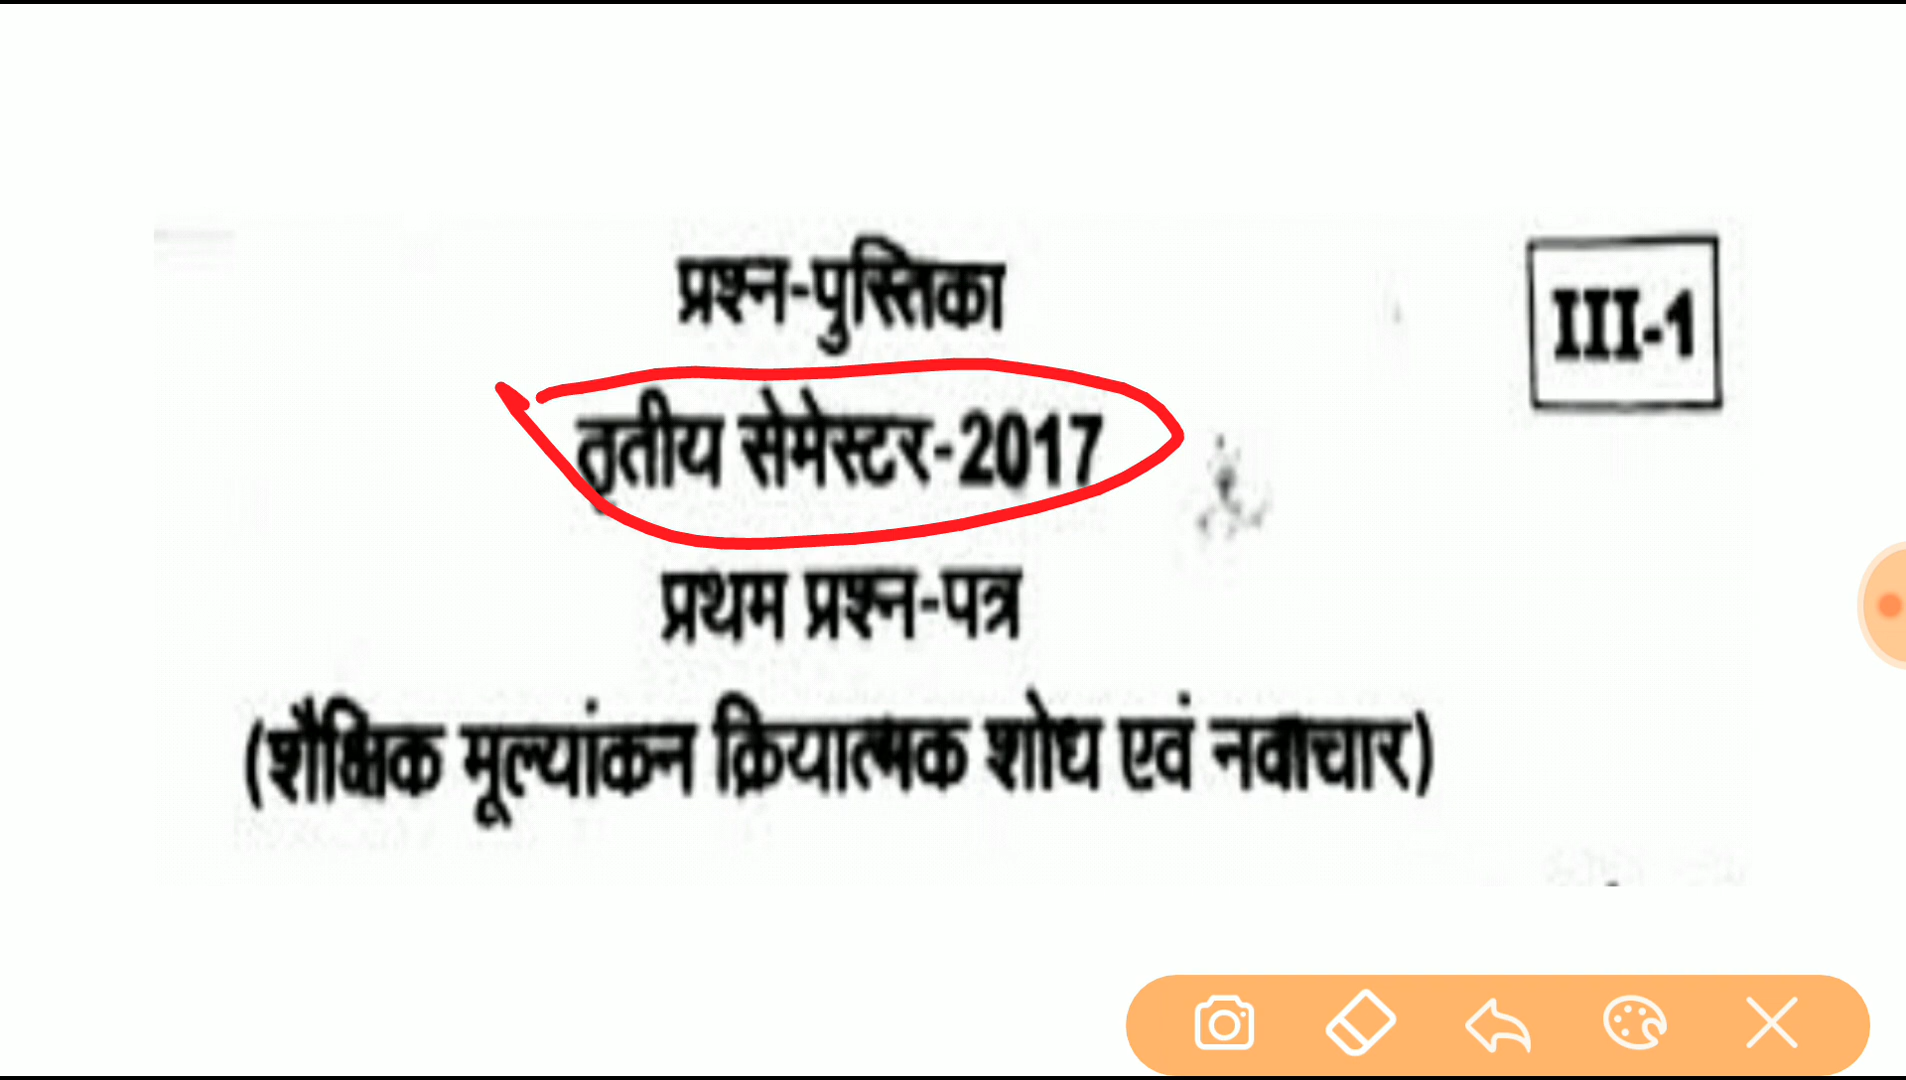 प्रश्न-पुस्तिका
III-1
तृतीय सेमेस्टर-2017
प्रथम प्रश्न-पत्र
(शैक्षिक मूल्यांकन क्रियात्मक शोध एवं नवाचार)